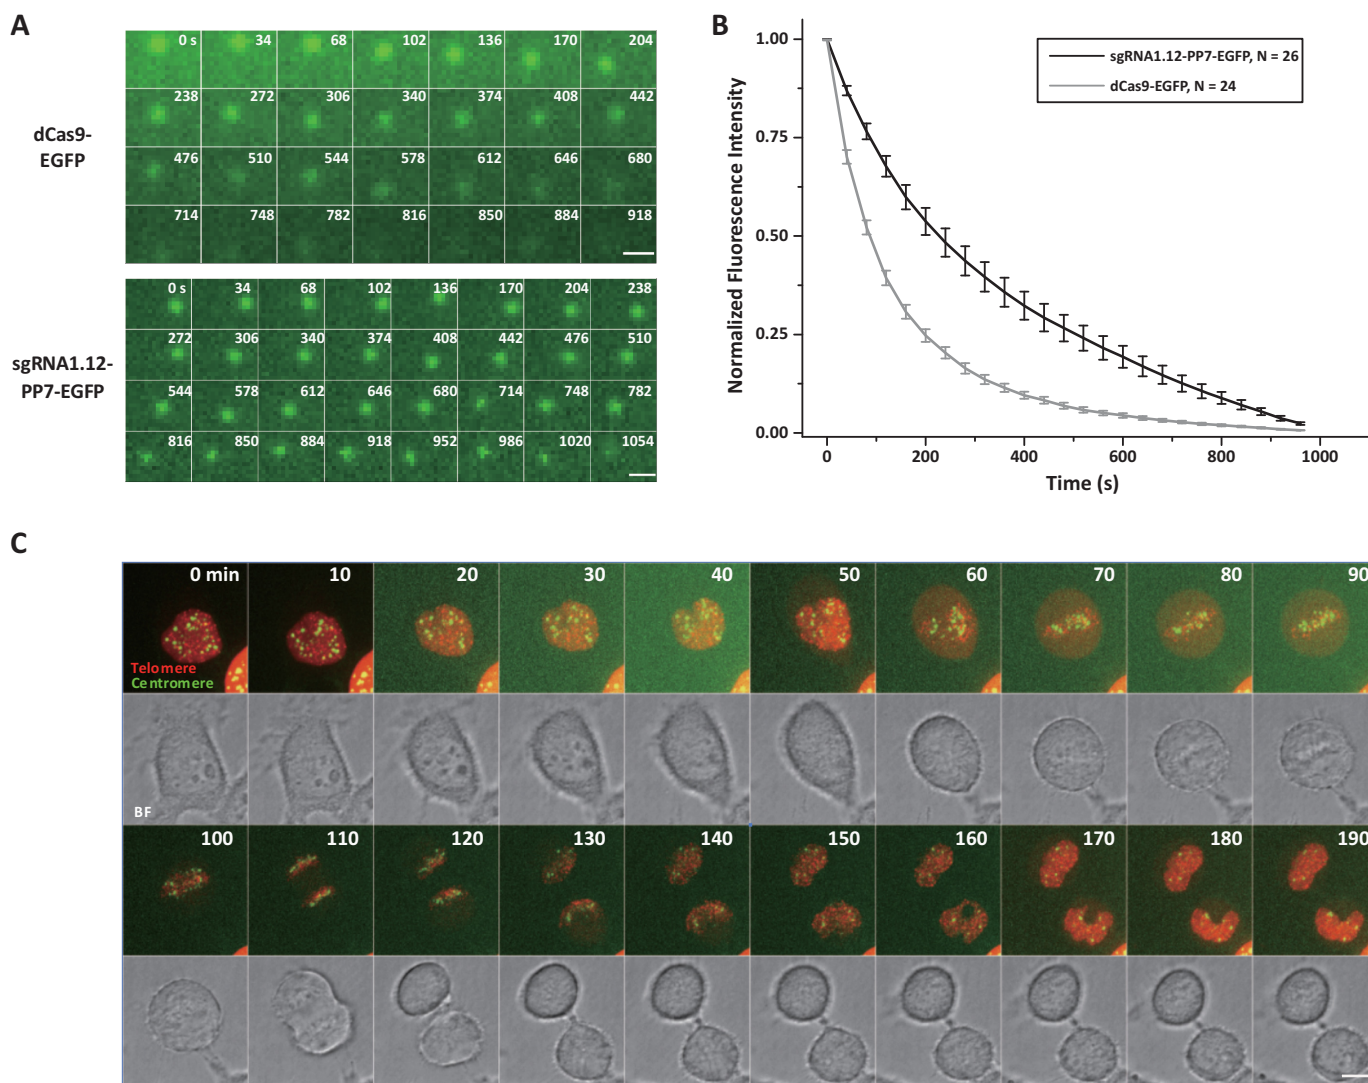 A
0 s 34 68 102 136 170 204
238 272 306 340 374 408 442
dCas9-
EGFP
476 510 544 578 612 646 680
714 748 782 816 850 884 918
0 s 34 68 102 136 170 204 238
272 306 340 374 408 442 476 510
sgRNA1.12-
PP7-EGFP
544 578 612 646 680 714 748 782
816 850 884 918 952 986 1020 1054
B
Normalized Fluorescence Intensity
1.00
0.75
0.50
0.25
0.00
sgRNA1.12-PP7-EGFP, N = 26
dCas9-EGFP, N = 24
0 200 400 600 800 1000
Time (s)
C
0 min 10 20 30 40 50 60 70 80 90
Telomere
Centromere
BF
100 110 120 130 140 150 160 170 180 190